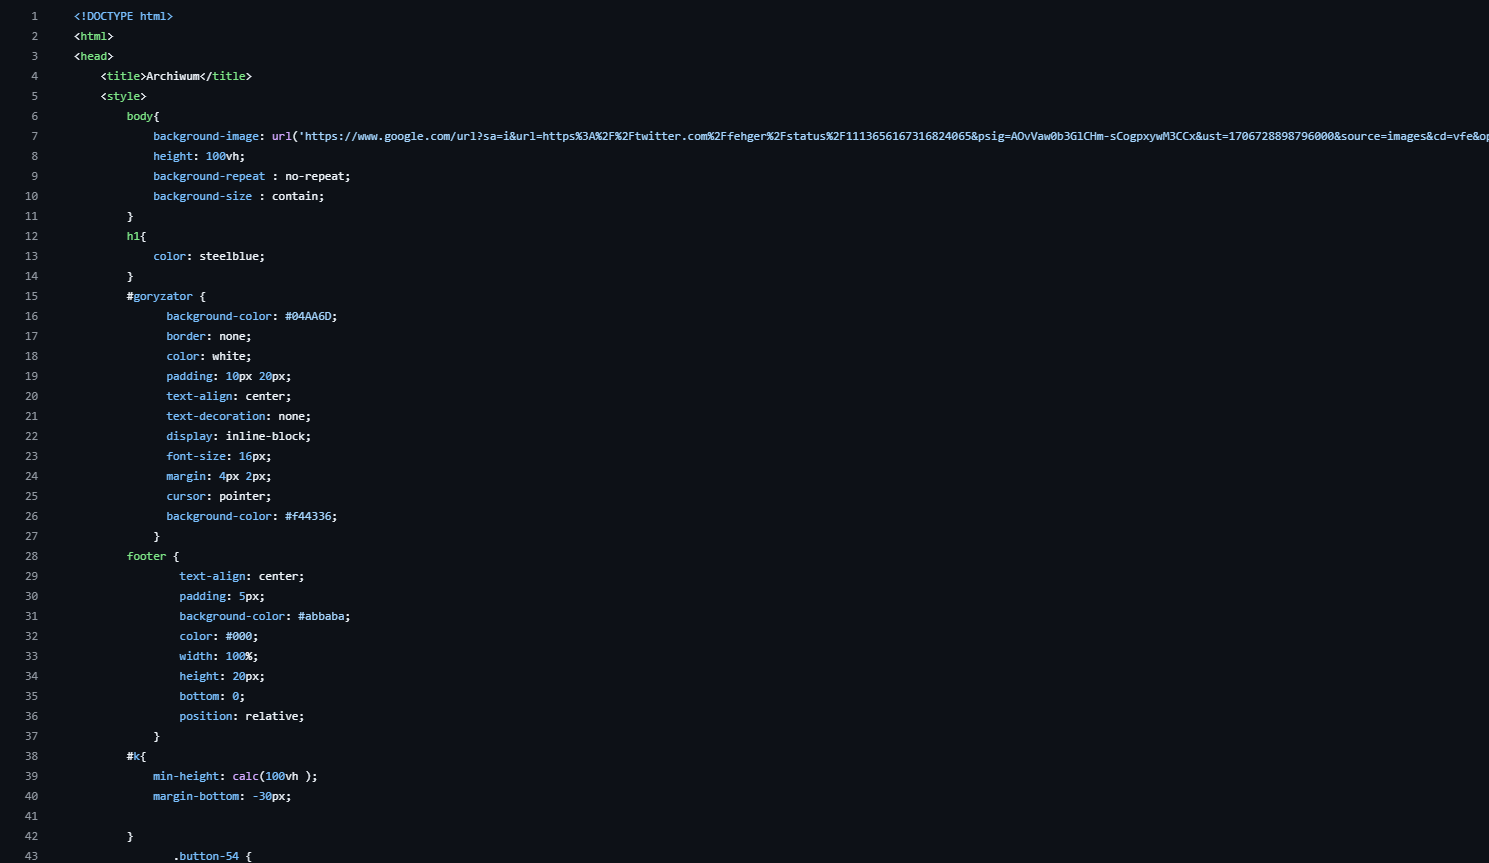 1 <!DOCTYPE html>
2 <html>
3 <head>
4 <title>Archiwum</title>
5 <style>
6 body{
7 background-image: url('https://www.google.com/url?sa=i&url=https%3A%2F%2Ftwitter.com%2Ffehger%2Fstatus%2F1113656167316824065&psig=AOvVaw0b3GlCHm-sCogpxywM3CCx&ust=1706728898796000&source=images&cd=vfe&op
8 height: 100vh;
9 background-repeat : no-repeat;
10 background-size : contain;
11 }
12 h1{
13 color: steelblue;
14 }
15 #goryzator {
16 background-color: #04AA6D;
17 border: none;
18 color: white;
19 padding: 10px 20px;
20 text-align: center;
21 text-decoration: none;
22 display: inline-block;
23 font-size: 16px;
24 margin: 4px 2px;
25 cursor: pointer;
26 background-color: #f44336;
27 }
28 footer {
29 text-align: center;
30 padding: 5px;
31 background-color: #abbaba;
32 color: #000;
33 width: 100%;
34 height: 20px;
35 bottom: 0;
36 position: relative;
37 }
38 #k{
39 min-height: calc(100vh );
40 margin-bottom: -30px;
41
42 }
43 .button-54 {